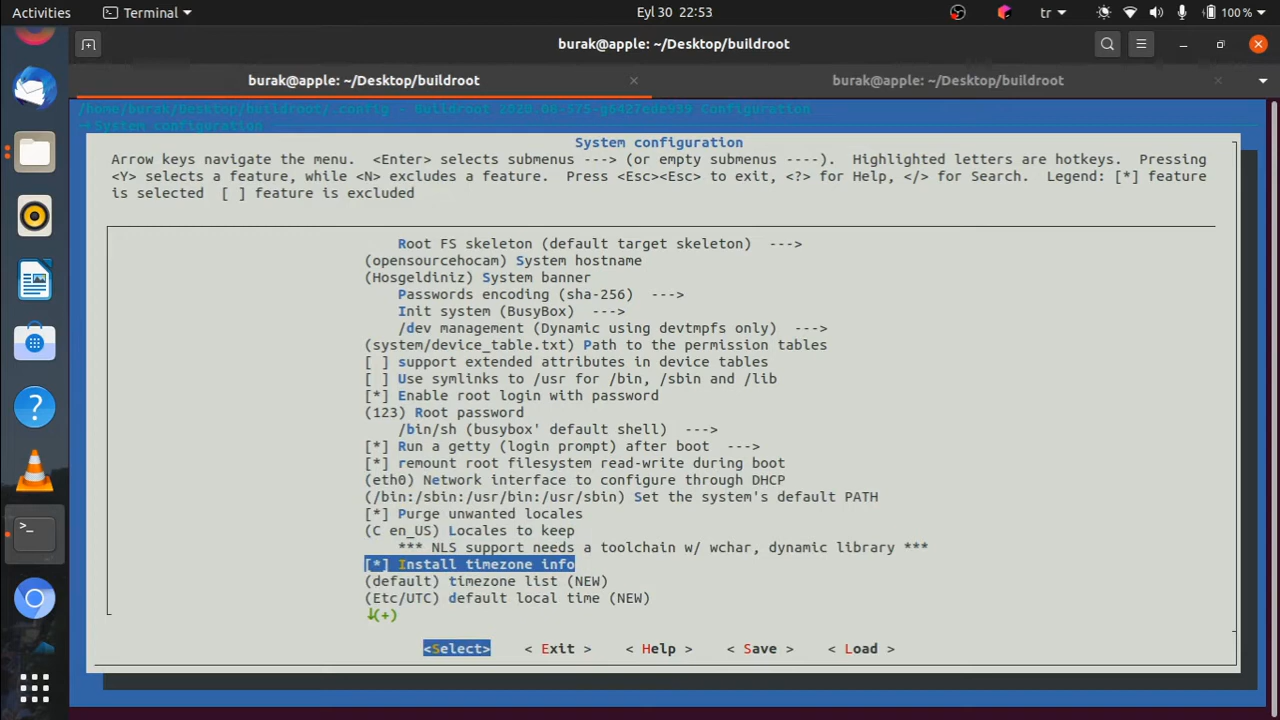 Activities
Terminal
Eyl 30 22:53
tr
100 %
burak@apple: ~/Desktop/buildroot
burak@apple: ~/Desktop/buildroot
burak@apple: ~/Desktop/buildroot
/home/burak/Desktop/buildroot/.config - Buildroot Configuration
System configuration
System configuration
Arrow keys navigate the menu. <Enter> selects submenus ---> (or empty submenus ----). Highlighted letters are hotkeys. Pressing
<Y> selects a feature, while <N> excludes a feature. Press <Esc><Esc> to exit, <?> for Help, </> for Search. Legend: [*] feature
is selected [ ] feature is excluded
Root FS skeleton (default target skeleton) --->
(opensourcehocam) System hostname
(Hosgeldiniz) System banner
Passwords encoding (sha-256) --->
Init system (BusyBox) --->
/dev management (Dynamic using devtmpfs only) --->
(system/device_table.txt) Path to the permission tables
[ ] support extended attributes in device tables
[ ] Use symlinks to /usr for /bin, /sbin and /lib
[*] Enable root login with password
(123) Root password
/bin/sh (busybox' default shell) --->
[*] Run a getty (login prompt) after boot --->
[*] remount root filesystem read-write during boot
(eth0) Network interface to configure through DHCP
(/bin:/sbin:/usr/bin:/usr/sbin) Set the system's default PATH
[*] Purge unwanted locales
(C en_US) Locales to keep
*** NLS support needs a toolchain w/ wchar, dynamic library ***
[*] Install timezone info
(default) timezone list (NEW)
(Etc/UTC) default local time (NEW)
↓(+)
<Select> < Exit > < Help > < Save > < Load >